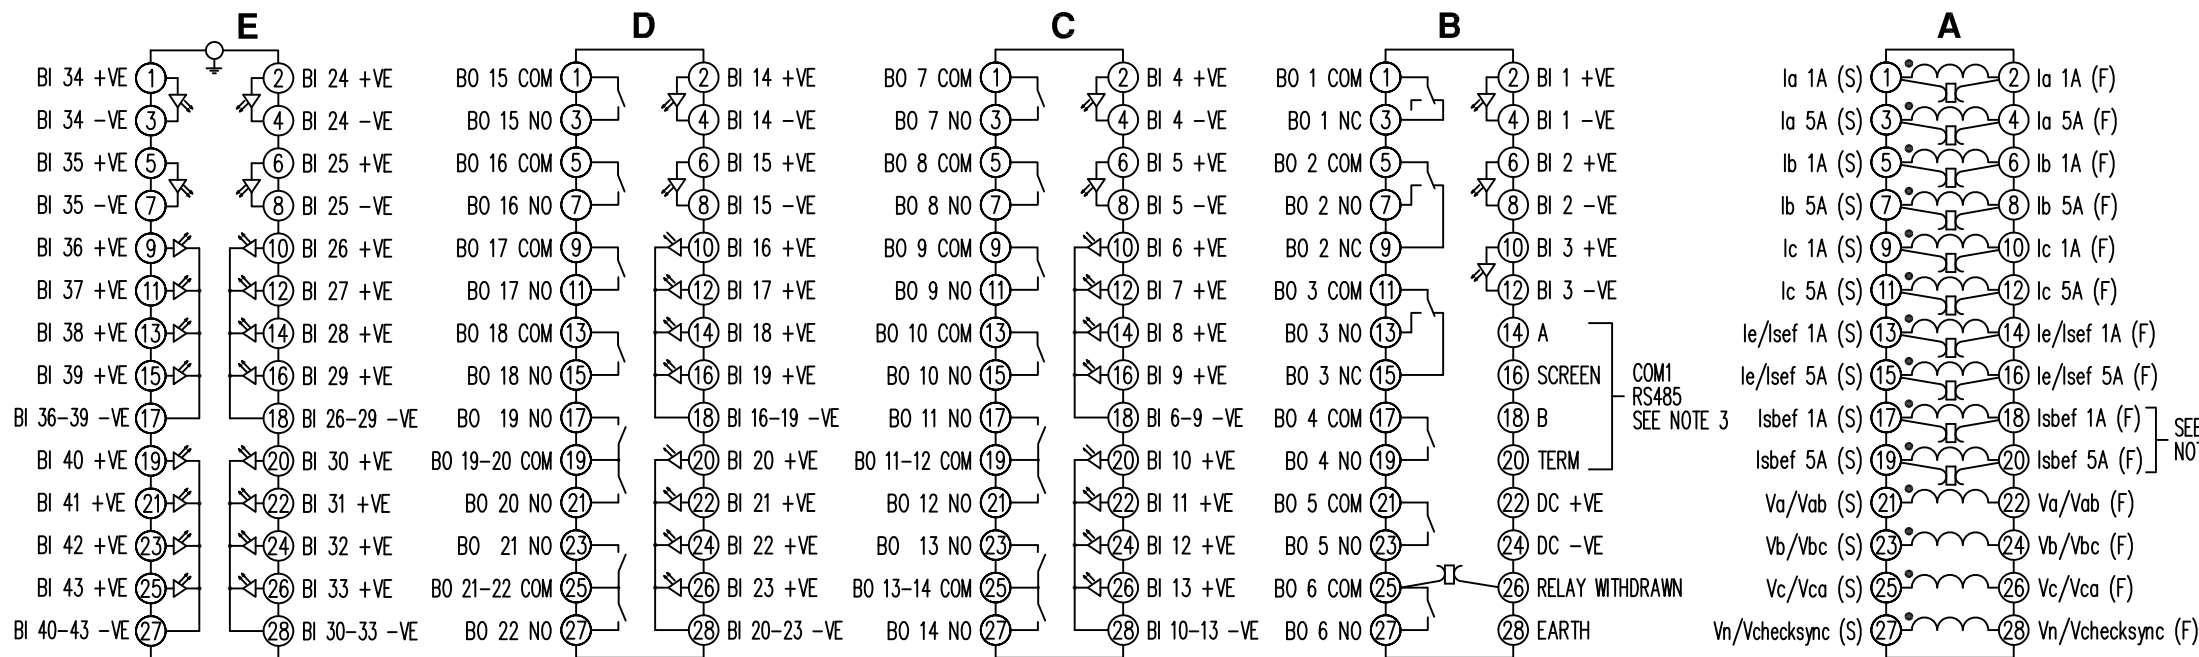 E D C B A
BI 34 +VE 1 2 BI 24 +VE BO 15 COM 1 2 BI 14 +VE BO 7 COM 1 2 BI 4 +VE BO 1 COM 1 2 BI 1 +VE Ia 1A (S) 1 2 Ia 1A (F)
BI 34 -VE 3 4 BI 24 -VE BO 15 NO 3 4 BI 14 -VE BO 7 NO 3 4 BI 4 -VE BO 1 NC 3 4 BI 1 -VE Ia 5A (S) 3 4 Ia 5A (F)
BI 35 +VE 5 6 BI 25 +VE BO 16 COM 5 6 BI 15 +VE BO 8 COM 5 6 BI 5 +VE BO 2 COM 5 6 BI 2 +VE Ib 1A (S) 5 6 Ib 1A (F)
BI 35 -VE 7 8 BI 25 -VE BO 16 NO 7 8 BI 15 -VE BO 8 NO 7 8 BI 5 -VE BO 2 NO 7 8 BI 2 -VE Ib 5A (S) 7 8 Ib 5A (F)
BI 36 +VE 9 10 BI 26 +VE BO 17 COM 9 10 BI 16 +VE BO 9 COM 9 10 BI 6 +VE BO 2 NC 9 10 BI 3 +VE Ic 1A (S) 9 10 Ic 1A (F)
BI 37 +VE 11 12 BI 27 +VE BO 17 NO 11 12 BI 17 +VE BO 9 NO 11 12 BI 7 +VE BO 3 COM 11 12 BI 3 -VE Ic 5A (S) 11 12 Ic 5A (F)
BI 38 +VE 13 14 BI 28 +VE BO 18 COM 13 14 BI 18 +VE BO 10 COM 13 14 BI 8 +VE BO 3 NO 13 14 A Ie/Isef 1A (S) 13 14 Ie/Isef 1A (F)
BI 39 +VE 15 16 BI 29 +VE BO 18 NO 15 16 BI 19 +VE BO 10 NO 15 16 BI 9 +VE BO 3 NC 15 16 SCREEN COM1 Ie/Isef 5A (S) 15 16 Ie/Isef 5A (F)
RS485
BI 36-39 -VE 17 18 BI 26-29 -VE BO 19 NO 17 18 BI 16-19 -VE BO 11 NO 17 18 BI 6-9 -VE BO 4 COM 17 18 B SEE NOTE 3 Isbef 1A (S) 17 18 Isbef 1A (F)
BI 40 +VE 19 20 BI 30 +VE BO 19-20 COM 19 20 BI 20 +VE BO 11-12 COM 19 20 BI 10 +VE BO 4 NO 19 20 TERM Isbef 5A (S) 19 20 Isbef 5A (F)
BI 41 +VE 21 22 BI 31 +VE BO 20 NO 21 22 BI 21 +VE BO 12 NO 21 22 BI 11 +VE BO 5 COM 21 22 DC +VE Va/Vab (S) 21 22 Va/Vab (F)
BI 42 +VE 23 24 BI 32 +VE BO 21 NO 23 24 BI 22 +VE BO 13 NO 23 24 BI 12 +VE BO 5 NO 23 24 DC -VE Vb/Vbc (S) 23 24 Vb/Vbc (F)
BI 43 +VE 25 26 BI 33 +VE BO 21-22 COM 25 26 BI 23 +VE BO 13-14 COM 25 26 BI 13 +VE BO 6 COM 25 26 RELAY WITHDRAWN Vc/Vca (S) 25 26 Vc/Vca (F)
BI 40-43 -VE 27 28 BI 30-33 -VE BO 22 NO 27 28 BI 20-23 -VE BO 14 NO 27 28 BI 10-13 -VE BO 6 NO 27 28 EARTH Vn/Vchecksync (S) 27 28 Vn/Vchecksync (F)